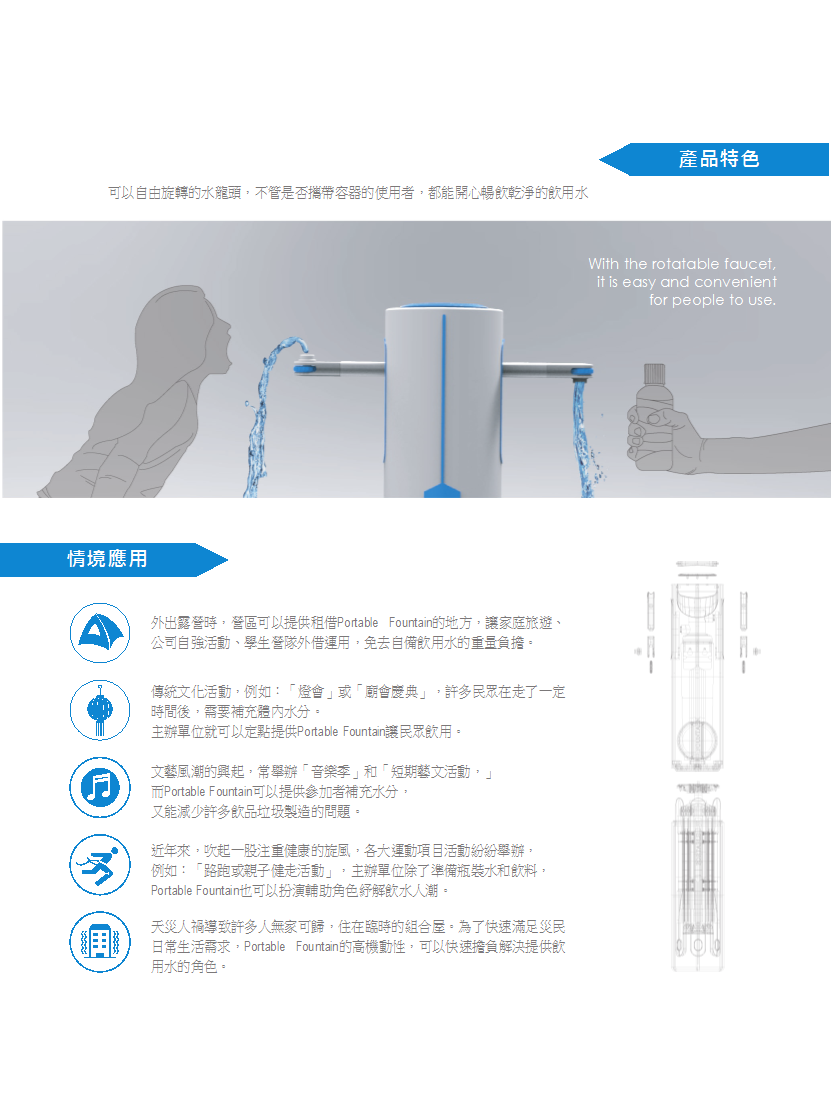 產品特色
可以自由旋轉的水龍頭，不管是否攜帶容器的使用者，都能開心暢飲乾淨的飲用水
With the rotatable faucet,
it is easy and convenient
for people to use.
情境應用
外出露營時，營區可以提供租借Portable Fountain的地方，讓家庭旅遊、
公司自強活動、學生營隊外借運用，免去自備飲用水的重量負擔。
傳統文化活動，例如：「燈會」或「廟會慶典」，許多民眾在走了一定
時間後，需要補充體內水分。
主辦單位就可以定點提供Portable Fountain讓民眾飲用。
文藝風潮的興起，常舉辦「音樂季」和「短期藝文活動，」
而Portable Fountain可以提供參加者補充水分，
又能減少許多飲品垃圾製造的問題。
近年來，吹起一股注重健康的旋風，各大運動項目活動紛紛舉辦，
例如：「路跑或親子健走活動」，主辦單位除了準備瓶裝水和飲料，
Portable Fountain也可以扮演輔助角色紓解飲水人潮。
天災人禍導致許多人無家可歸，住在臨時的組合屋。為了快速滿足災民
日常生活需求，Portable Fountain的高機動性，可以快速擔負解決提供飲
用水的角色。